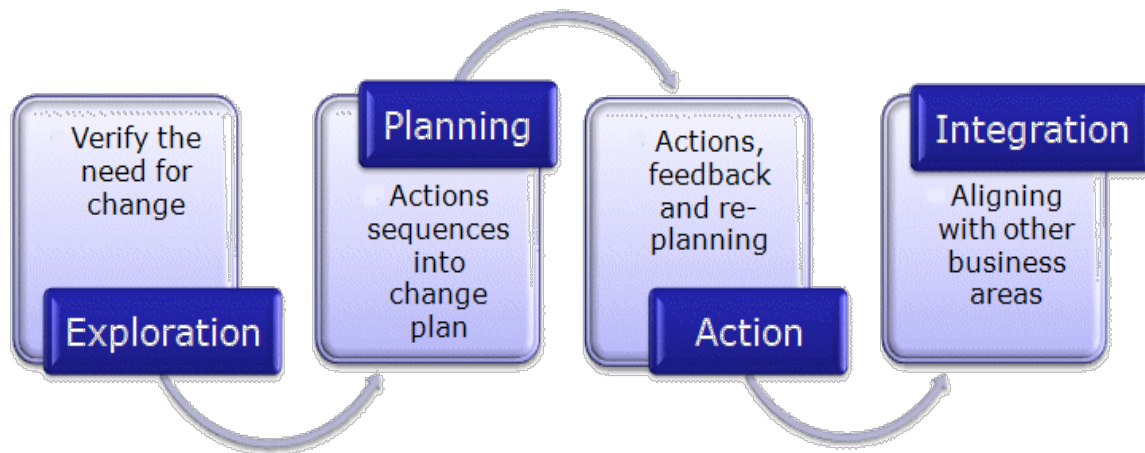 Verify the
need for
change
Exploration
Planning
Actions
sequences
into
change
plan
Actions,
feedback
and re-
planning
Action
Integration
Aligning
with other
business
areas